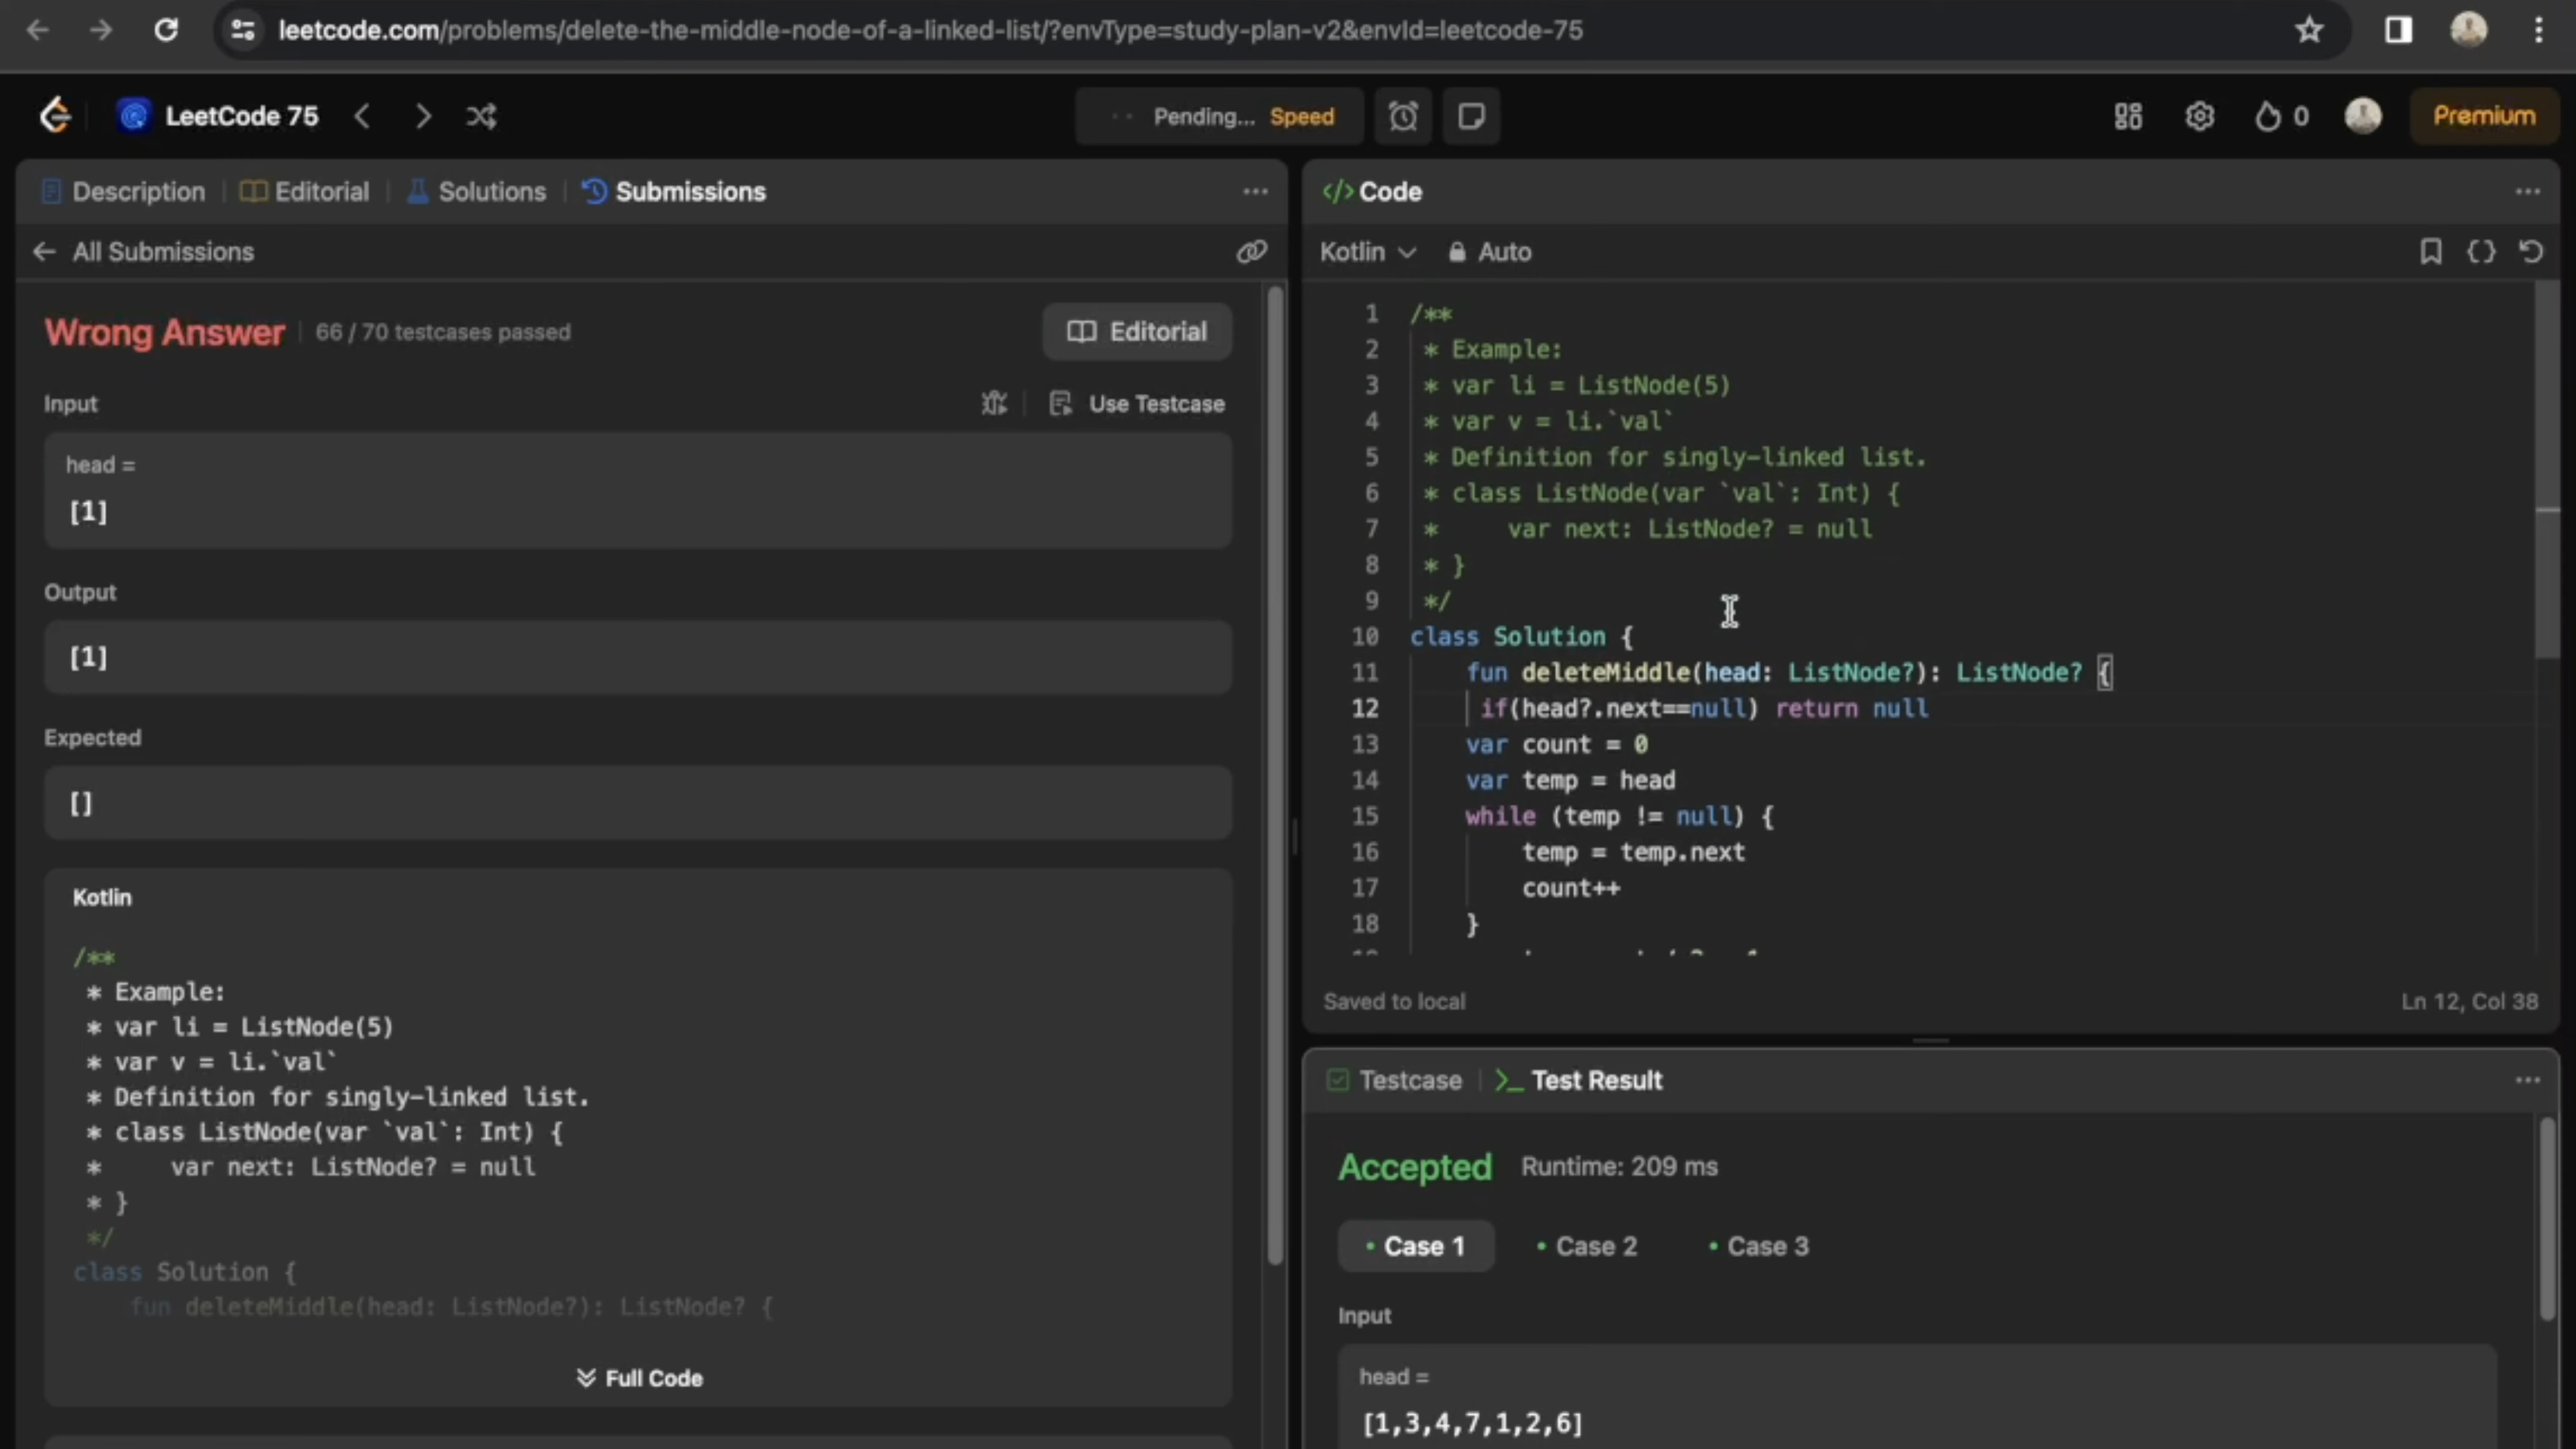 leetcode.com/problems/delete-the-middle-node-of-a-linked-list/?envType=study-plan-v2&envId=leetcode-75
LeetCode 75
Pending... Speed
0
Premium
Description
Editorial
Solutions
Submissions
All Submissions
Wrong Answer
66 / 70 testcases passed
Editorial
Input
Use Testcase
head =
[1]
Output
[1]
Expected
[]
Kotlin
/**
* Example:
* var li = ListNode(5)
* var v = li.`val`
* Definition for singly-linked list.
* class ListNode(var `val`: Int) {
*     var next: ListNode? = null
* }
*/
class Solution {
fun deleteMiddle(head: ListNode?): ListNode? {
Full Code
</> Code
Kotlin
Auto
1 /**
2 * Example:
3 * var li = ListNode(5)
4 * var v = li.`val`
5 * Definition for singly-linked list.
6 * class ListNode(var `val`: Int) {
7 *     var next: ListNode? = null
8 * }
9 */
10 class Solution {
11 fun deleteMiddle(head: ListNode?): ListNode? {
12 if(head?.next==null) return null
13 var count = 0
14 var temp = head
15 while (temp != null) {
16 temp = temp.next
17 count++
18 }
Saved to local
Ln 12, Col 38
Testcase
Test Result
Accepted
Runtime: 209 ms
Case 1
Case 2
Case 3
Input
head =
[1,3,4,7,1,2,6]